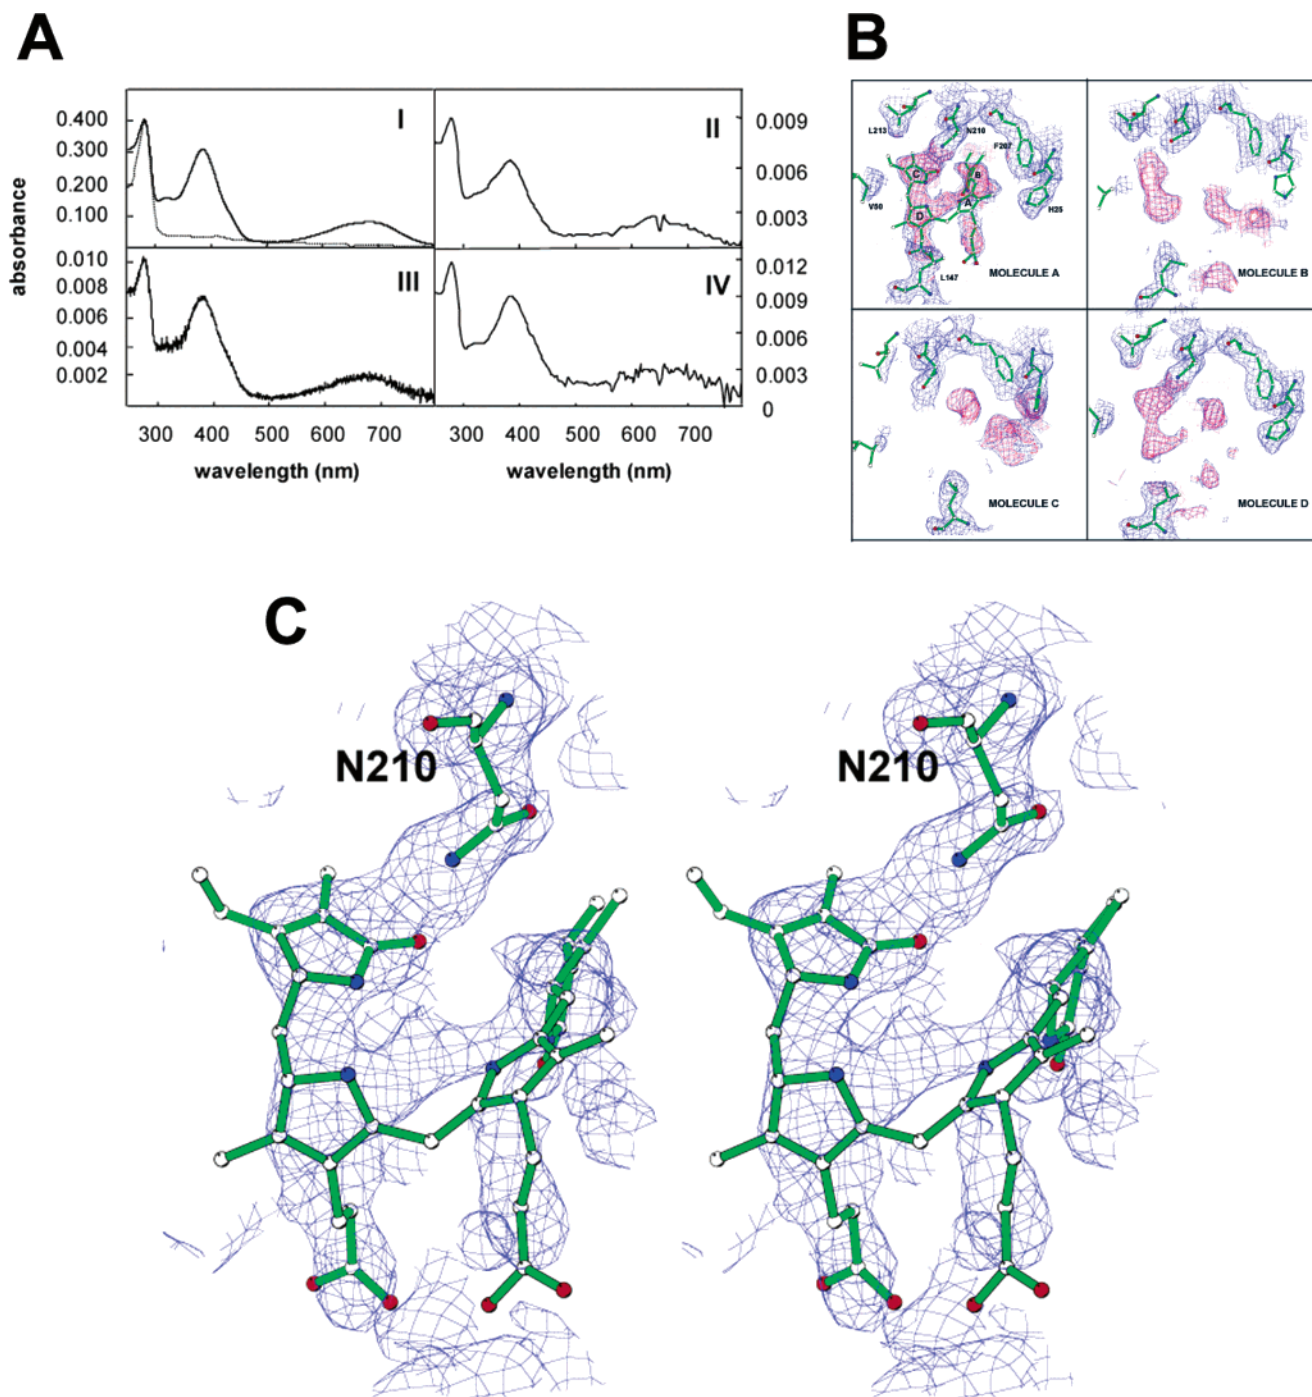 A
B
absorbance
0.400
0.300
0.200
0.100
I
II
0.009
0.006
0.003
0.010
0.008
0.006
0.004
0.002
III
IV
0.012
0.009
0.006
0.003
0
300 400 500 600 700
300 400 500 600 700
wavelength (nm)
wavelength (nm)
L213
N210
F207
C
B
V50
A
H25
D
L147
MOLECULE A
MOLECULE B
MOLECULE C
MOLECULE D
C
N210
N210